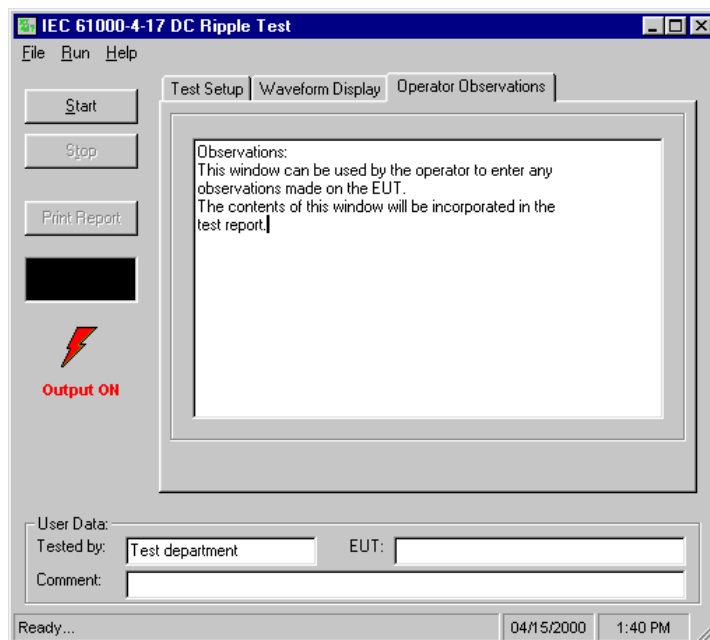 IEC 61000-4-17 DC Ripple Test
File Run Help
Start
Stop
Print Report
Output ON
Test Setup Waveform Display Operator Observations
Observations:
This window can be used by the operator to enter any
observations made on the EUT.
The contents of this window will be incorporated in the
test report.
User Data:
Tested by: Test department EUT:
Comment:
Ready... 04/15/2000 1:40 PM